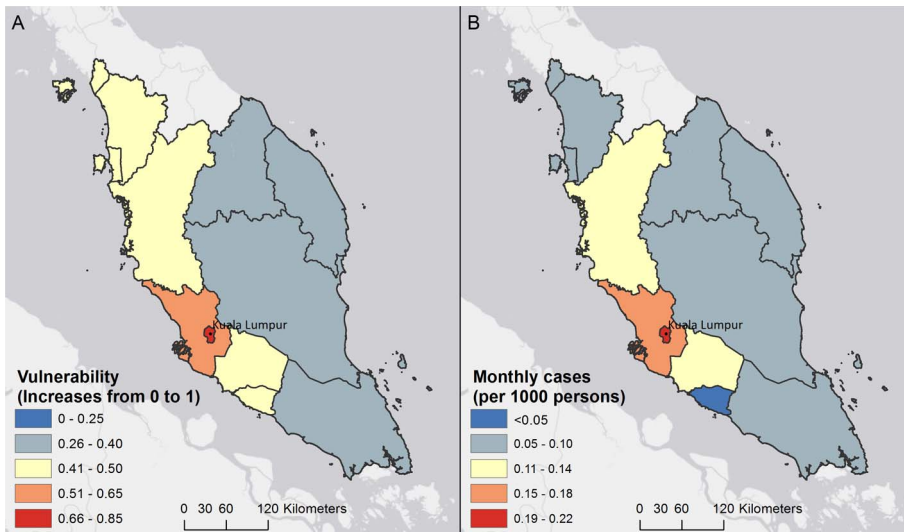 A
Kuala Lumpur
Vulnerability
(Increases from 0 to 1)
0 - 0.25
0.26 - 0.40
0.41 - 0.50
0.51 - 0.65
0.66 - 0.85
0 30 60 120 Kilometers
B
Kuala Lumpur
Monthly cases
(per 1000 persons)
<0.05
0.05 - 0.10
0.11 - 0.14
0.15 - 0.18
0.19 - 0.22
0 30 60 120 Kilometers